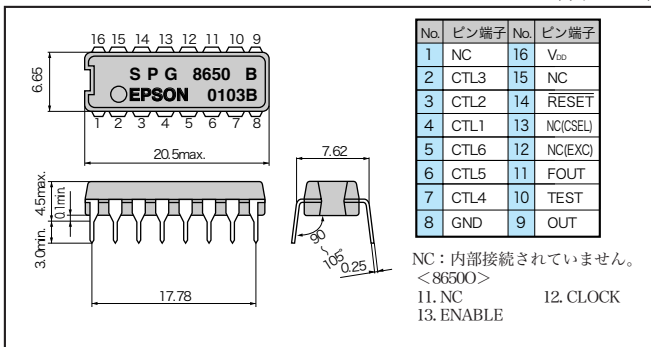 16 15 14 13 12 11 10 9
SPG 8650 B
EPSON 0103B
1 2 3 4 5 6 7 8
6.65
20.5max.
7.62
4.5max.
0.1min.
3.0min.
90~105°
0.25
17.78
No. ピン端子 No. ピン端子
1 NC 16 VDD
2 CTL3 15 NC
3 CTL2 14 RESET
4 CTL1 13 NC(CSEL)
5 CTL6 12 NC(EXC)
6 CTL5 11 FOUT
7 CTL4 10 TEST
8 GND 9 OUT
NC：内部接続されていません。
＜8650O＞
11. NC 12. CLOCK
13. ENABLE